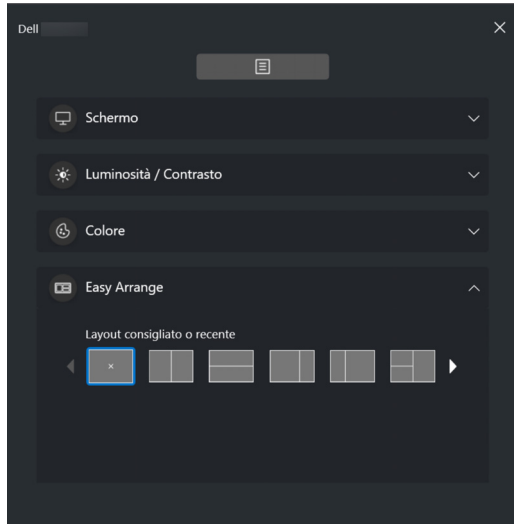 Dell
Schermo
Luminosità / Contrasto
Colore
Easy Arrange
Layout consigliato o recente